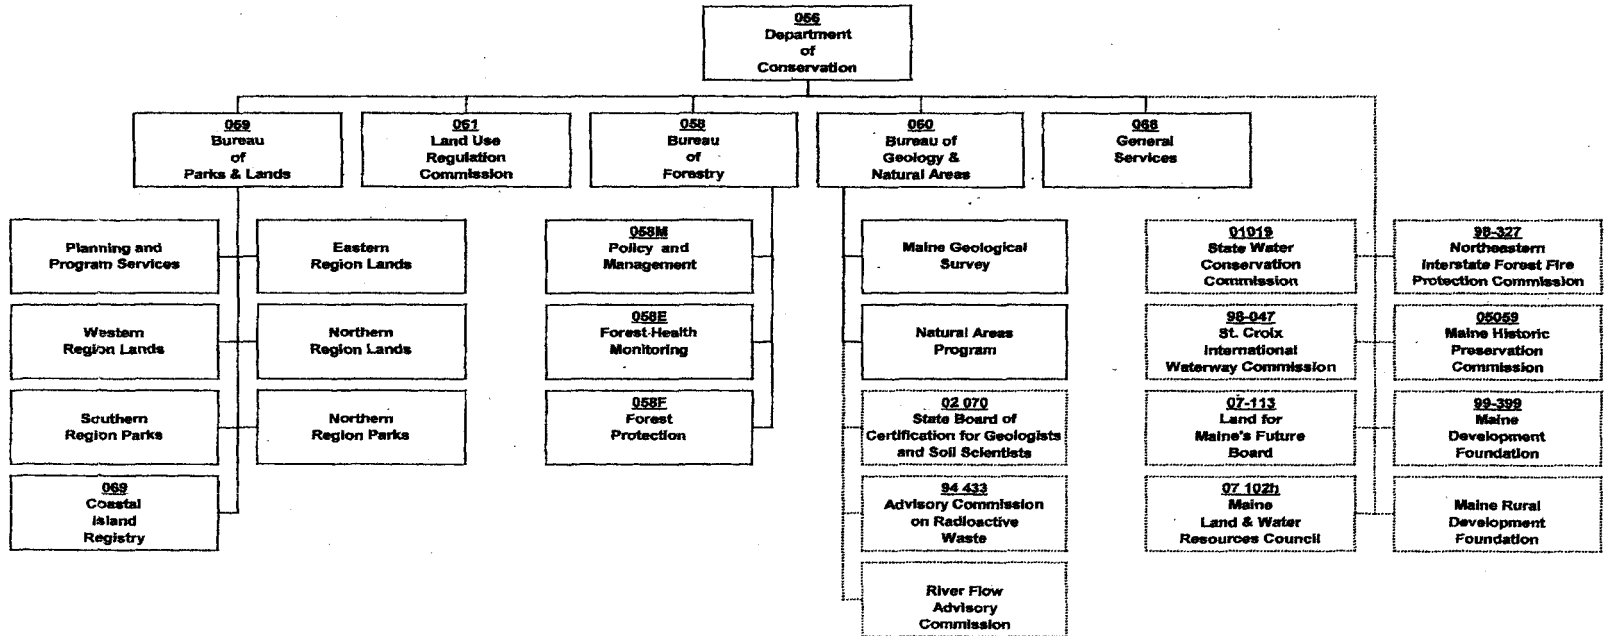 056
Department
of
Conservation
059
Bureau
of
Parks & Lands
061
Land Use
Regulation
Commission
058
Bureau
of
Forestry
060
Bureau of
Geology &
Natural Areas
068
General
Services
Planning and
Program Services
Eastern
Region Lands
Western
Region Lands
Northern
Region Lands
Southern
Region Parks
Northern
Region Parks
069
Coastal
Island
Registry
058M
Policy and
Management
058E
Forest Health
Monitoring
058F
Forest
Protection
Maine Geological
Survey
Natural Areas
Program
02 070
State Board of
Certification for Geologists
and Soil Scientists
94 433
Advisory Commission
on Radioactive
Waste
River Flow
Advisory
Commission
01019
State Water
Conservation
Commission
98-327
Northeastern
Interstate Forest Fire
Protection Commission
98-047
St. Croix
International
Waterway Commission
05059
Maine Historic
Preservation
Commission
07-113
Land for
Maine's Future
Board
99-399
Maine
Development
Foundation
07 102h
Maine
Land & Water
Resources Council
Maine Rural
Development
Foundation